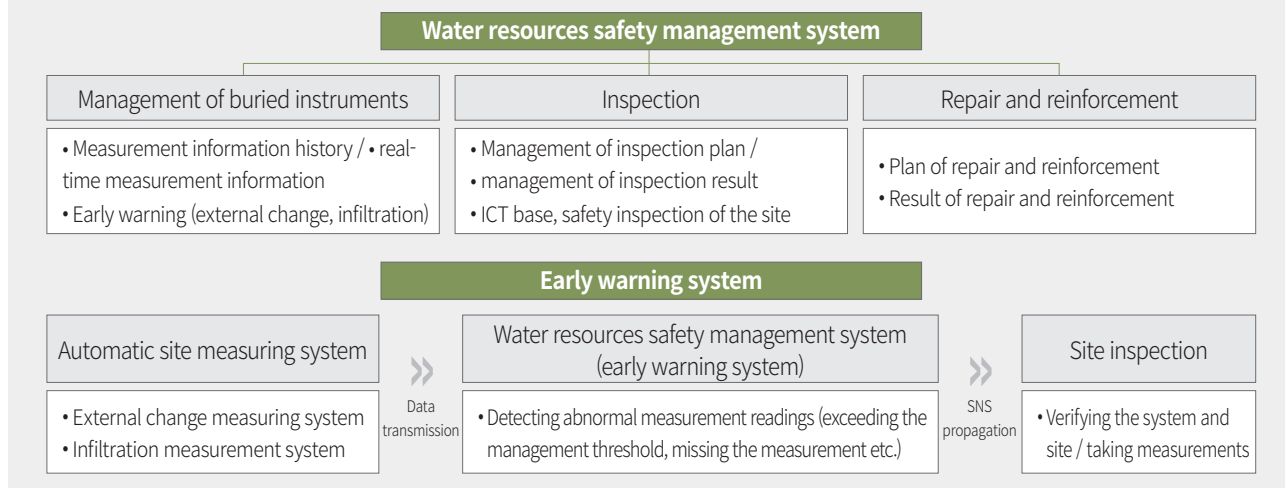 Water resources safety management system
Management of buried instruments
• Measurement information history / • real-
time measurement information
• Early warning (external change, infiltration)
Inspection
• Management of inspection plan /
• management of inspection result
• ICT base, safety inspection of the site
Repair and reinforcement
• Plan of repair and reinforcement
• Result of repair and reinforcement
Early warning system
Automatic site measuring system
• External change measuring system
• Infiltration measurement system
Data
transmission
Water resources safety management system
(early warning system)
• Detecting abnormal measurement readings (exceeding the
management threshold, missing the measurement etc.)
SNS
propagation
Site inspection
• Verifying the system and
site / taking measurements